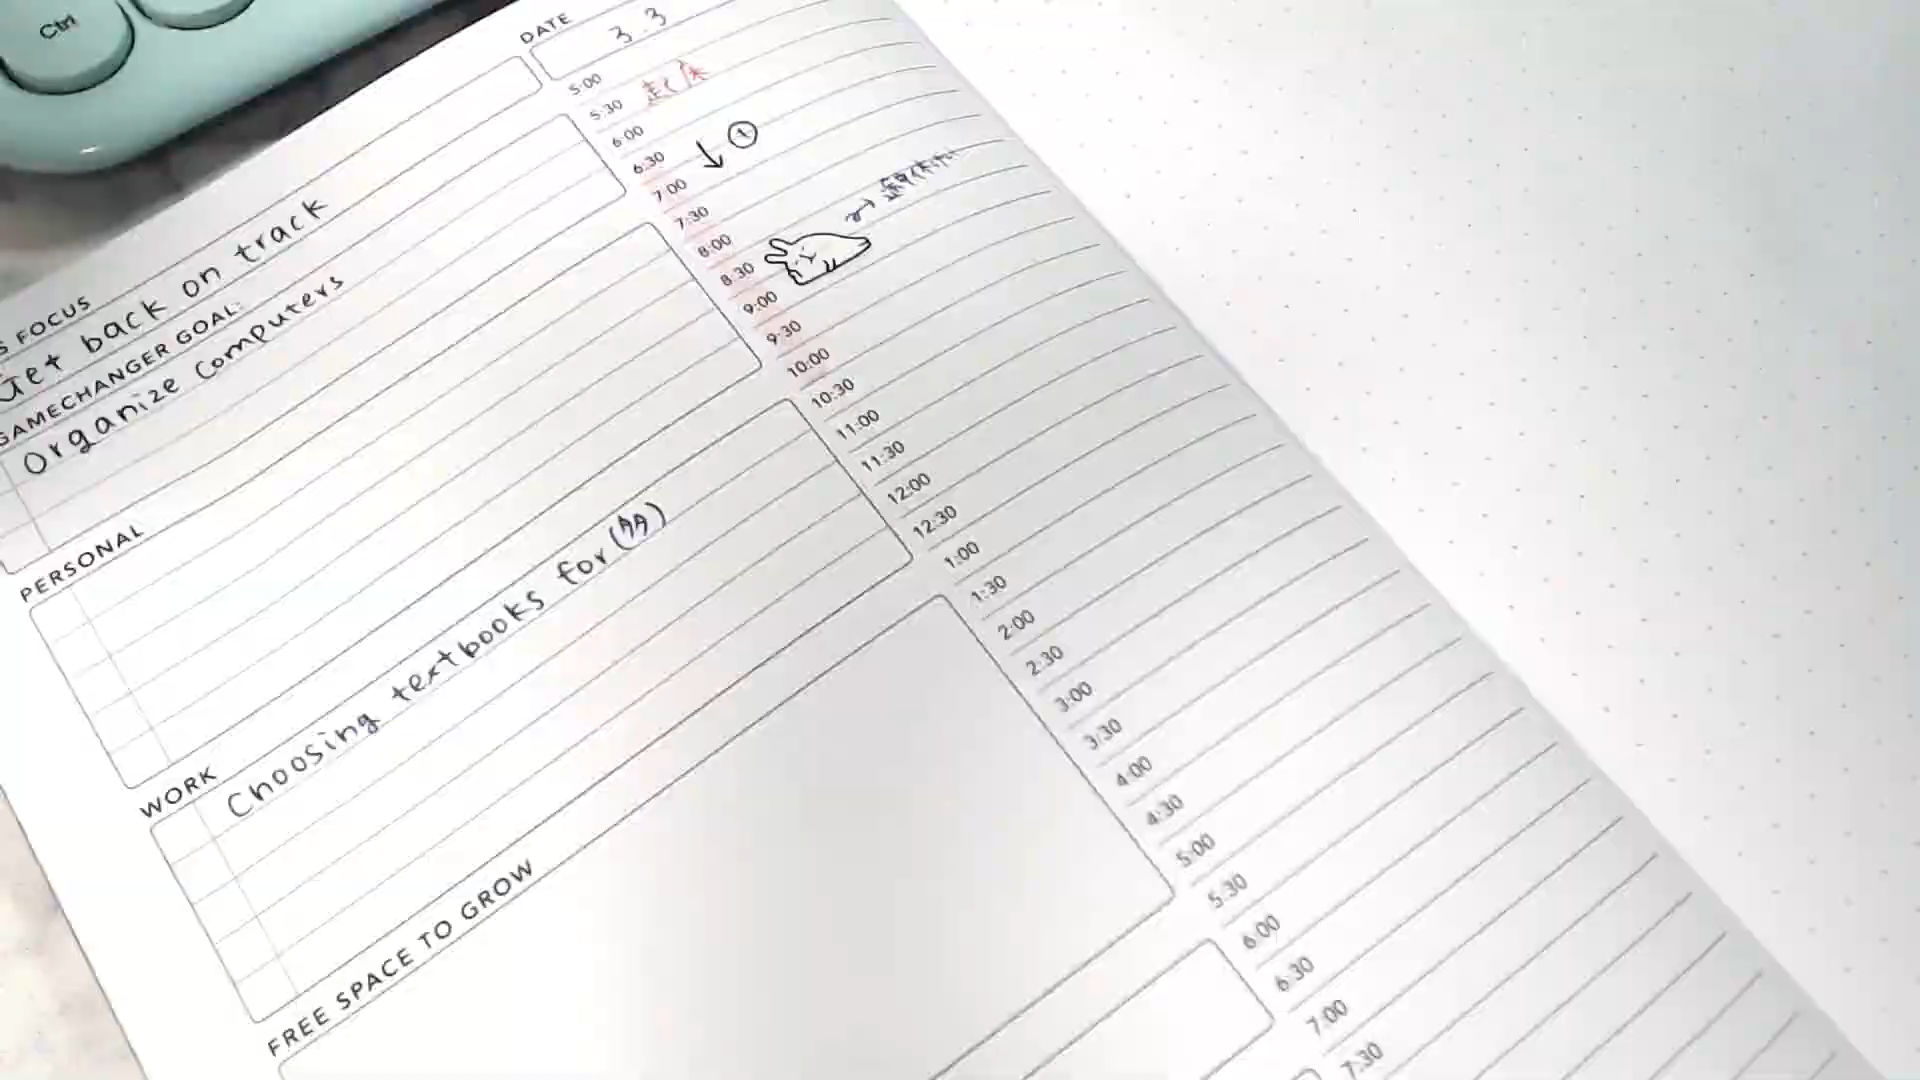 Ctrl
DATE
3.3
S FOCUS
Get back on track
GAMECHANGER GOAL:
Organize computers
PERSONAL
WORK
Choosing textbooks for
FREE SPACE TO GROW
5:00
5:30 起床
6:00
6:30
7:00
7:30
8:00
8:30
9:00
9:30
10:00
10:30
11:00
11:30
12:00
12:30
1:00
1:30
2:00
2:30
3:00
3:30
4:00
4:30
5:00
5:30
6:00
6:30
7:00
7:30